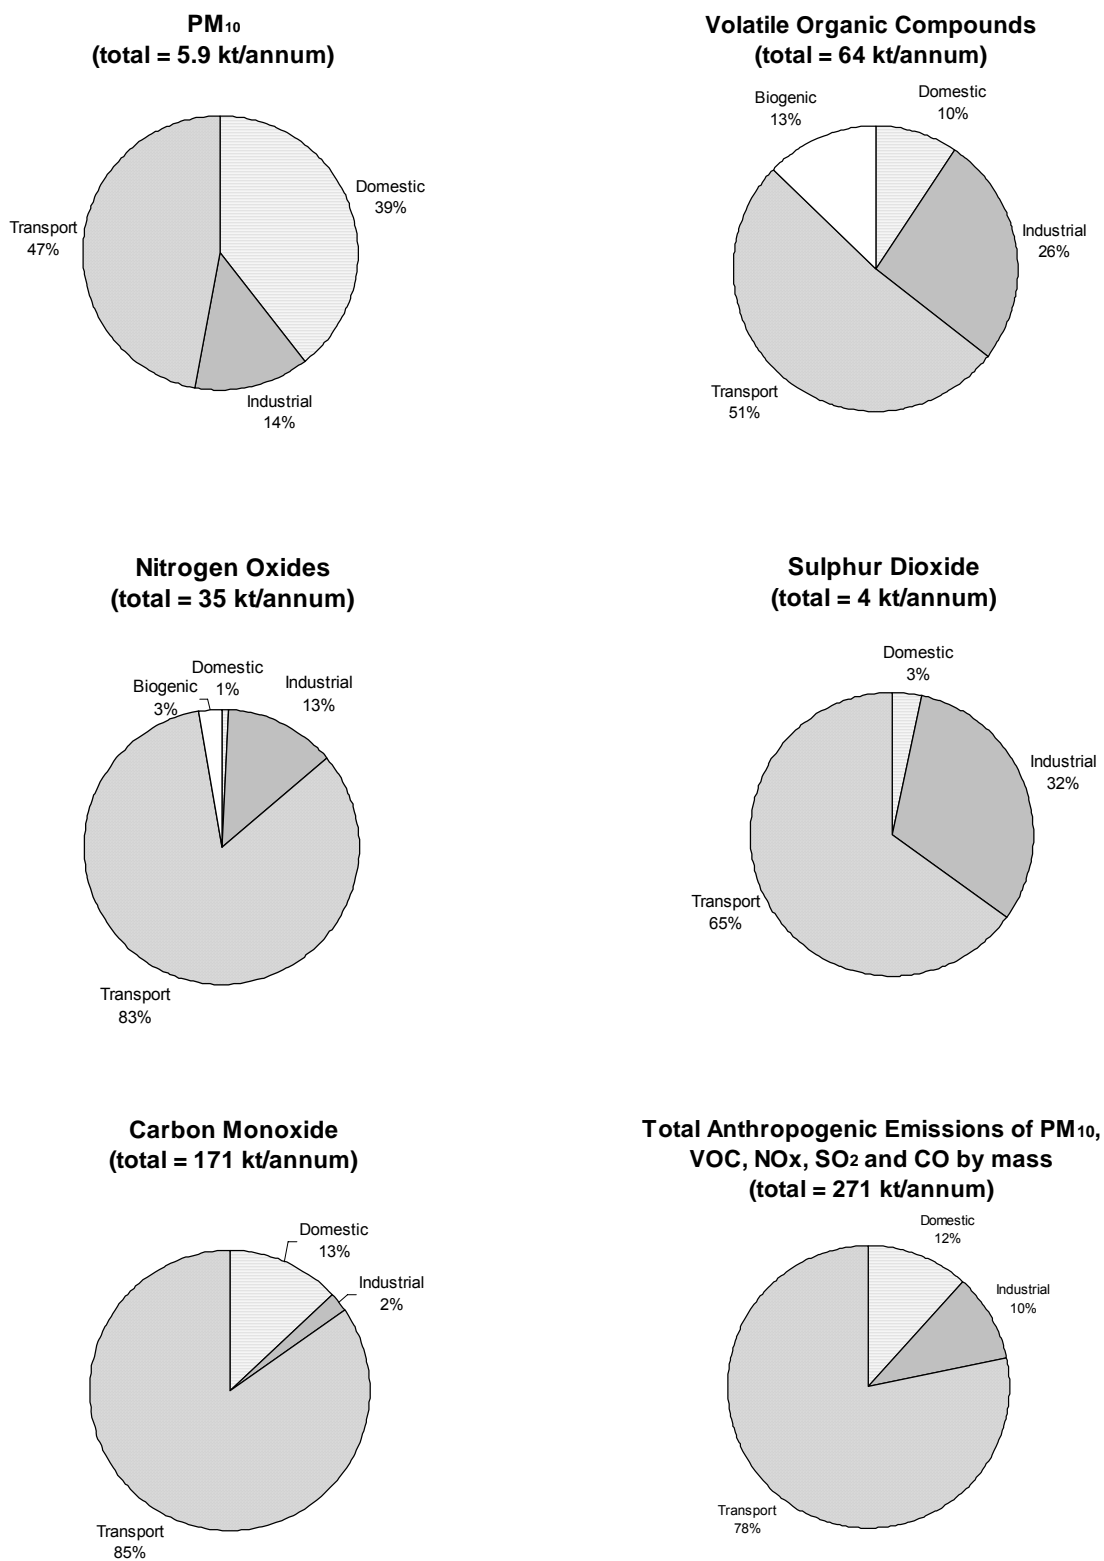 PM10
(total = 5.9 kt/annum)
Domestic
39%
Industrial
14%
Transport
47%
Volatile Organic Compounds
(total = 64 kt/annum)
Domestic
10%
Industrial
26%
Transport
51%
Biogenic
13%
Nitrogen Oxides
(total = 35 kt/annum)
Domestic
1%
Industrial
13%
Transport
83%
Biogenic
3%
Sulphur Dioxide
(total = 4 kt/annum)
Domestic
3%
Industrial
32%
Transport
65%
Carbon Monoxide
(total = 171 kt/annum)
Domestic
13%
Industrial
2%
Transport
85%
Total Anthropogenic Emissions of PM10,
VOC, NOx, SO2 and CO by mass
(total = 271 kt/annum)
Domestic
12%
Industrial
10%
Transport
78%